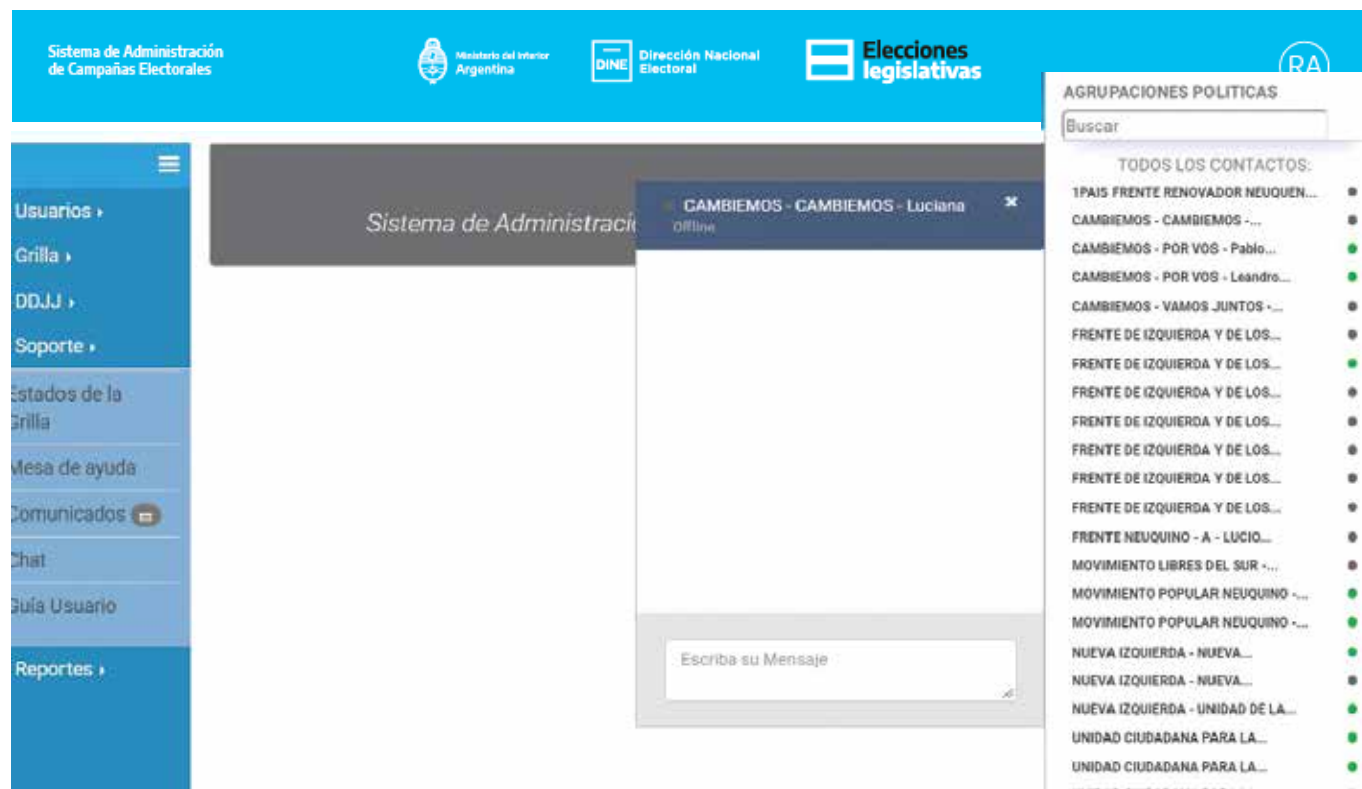 Sistema de Administración
de Campañas Electorales
Ministerio del Interior
Argentina
DINE
Dirección Nacional
Electoral
Elecciones
legislativas
RA
Usuarios
Grilla
DDJJ
Soporte
Estados de la
Grilla
Mesa de ayuda
Comunicados
Chat
Guía Usuario
Reportes
Sistema de Administraci
CAMBIEMOS - CAMBIEMOS - Luciana
Offline
Escriba su Mensaje
AGRUPACIONES POLITICAS
Buscar
TODOS LOS CONTACTOS:
1PAIS FRENTE RENOVADOR NEUQUEN...
CAMBIEMOS - CAMBIEMOS -...
CAMBIEMOS - POR VOS - Pablo...
CAMBIEMOS - POR VOS - Leandro...
CAMBIEMOS - VAMOS JUNTOS -...
FRENTE DE IZQUIERDA Y DE LOS...
FRENTE DE IZQUIERDA Y DE LOS...
FRENTE DE IZQUIERDA Y DE LOS...
FRENTE DE IZQUIERDA Y DE LOS...
FRENTE DE IZQUIERDA Y DE LOS...
FRENTE DE IZQUIERDA Y DE LOS...
FRENTE DE IZQUIERDA Y DE LOS...
FRENTE NEUQUINO - A - LUCIO...
MOVIMIENTO LIBRES DEL SUR -...
MOVIMIENTO POPULAR NEUQUINO -...
MOVIMIENTO POPULAR NEUQUINO -...
NUEVA IZQUIERDA - NUEVA...
NUEVA IZQUIERDA - NUEVA...
NUEVA IZQUIERDA - UNIDAD DE LA...
UNIDAD CIUDADANA PARA LA...
UNIDAD CIUDADANA PARA LA...